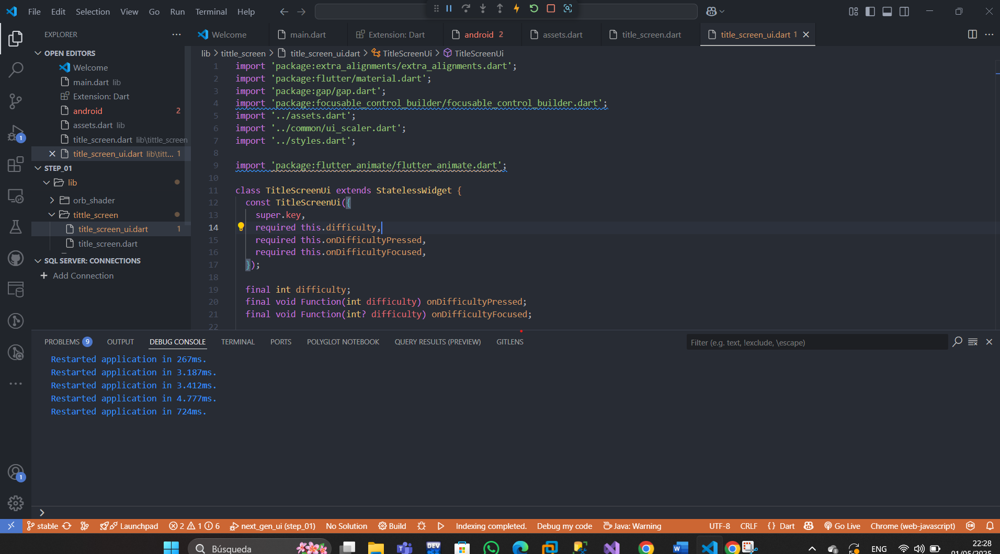 File Edit Selection View Go Run Terminal Help
EXPLORER
Welcome
main.dart
Extension: Dart
android 2
assets.dart
title_screen.dart
title_screen_ui.dart 1
lib > tittle_screen > title_screen_ui.dart > TitleScreenUi > TitleScreenUi
OPEN EDITORS
Welcome
main.dart lib
Extension: Dart
android 2
assets.dart lib
title_screen.dart lib\tittle_screen
title_screen_ui.dart lib\titt... 1
STEP_01
lib
orb_shader
tittle_screen
title_screen_ui.dart 1
title_screen.dart
SQL SERVER: CONNECTIONS
Add Connection
1 import 'package:extra_alignments/extra_alignments.dart';
2 import 'package:flutter/material.dart';
3 import 'package:gap/gap.dart';
4 import 'package:focusable_control_builder/focusable_control_builder.dart';
5 import '../assets.dart';
6 import '../common/ui_scaler.dart';
7 import '../styles.dart';
8
9 import 'package:flutter_animate/flutter_animate.dart';
10
11 class TitleScreenUi extends StatelessWidget {
12 const TitleScreenUi({
13 super.key,
14 required this.difficulty,
15 required this.onDifficultyPressed,
16 required this.onDifficultyFocused,
17 });
18
19 final int difficulty;
20 final void Function(int difficulty) onDifficultyPressed;
21 final void Function(int? difficulty) onDifficultyFocused;
22
1
1
PROBLEMS 9 OUTPUT DEBUG CONSOLE TERMINAL PORTS POLYGLOT NOTEBOOK QUERY RESULTS (PREVIEW) GITLENS
Filter (e.g. text, !exclude, \escape)
Restarted application in 267ms.
Restarted application in 3.187ms.
Restarted application in 3.412ms.
Restarted application in 4.777ms.
Restarted application in 724ms.
stable Launchpad 2 1 6 next_gen_ui (step_01) No Solution Build Indexing completed. Debug my code Java: Warning UTF-8 CRLF {} Dart Go Live Chrome (web-javascript)
Búsqueda
DEV
ENG
22:28
01/05/2025